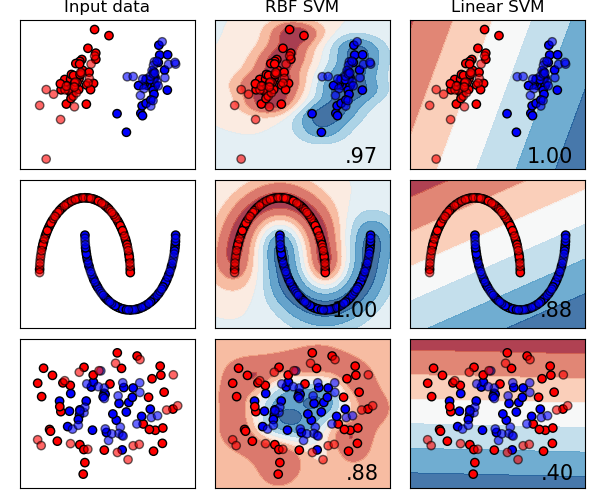 Input data
RBF SVM
Linear SVM
.97
1.00
1.00
.88
.88
.40